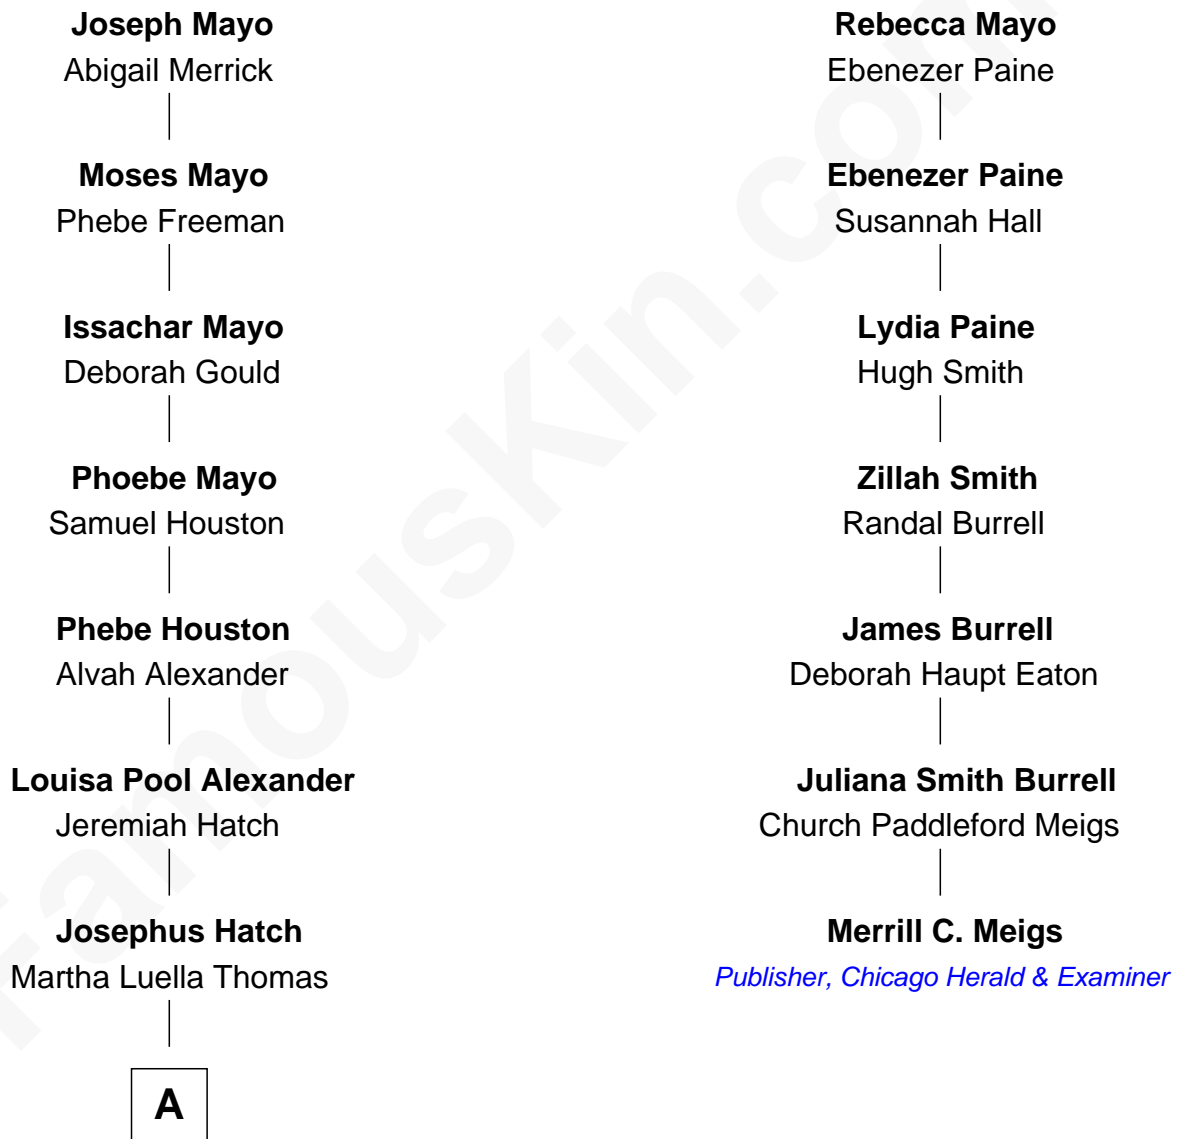 Joseph Mayo
Abigail Merrick
Moses Mayo
Phebe Freeman
Issachar Mayo
Deborah Gould
Phoebe Mayo
Samuel Houston
Phebe Houston
Alvah Alexander
Louisa Pool Alexander
Jeremiah Hatch
Josephus Hatch
Martha Luella Thomas
A
Rebecca Mayo
Ebenezer Paine
Ebenezer Paine
Susannah Hall
Lydia Paine
Hugh Smith
Zillah Smith
Randal Burrell
James Burrell
Deborah Haupt Eaton
Juliana Smith Burrell
Church Paddleford Meigs
Merrill C. Meigs
Publisher, Chicago Herald & Examiner
FamousKin.com